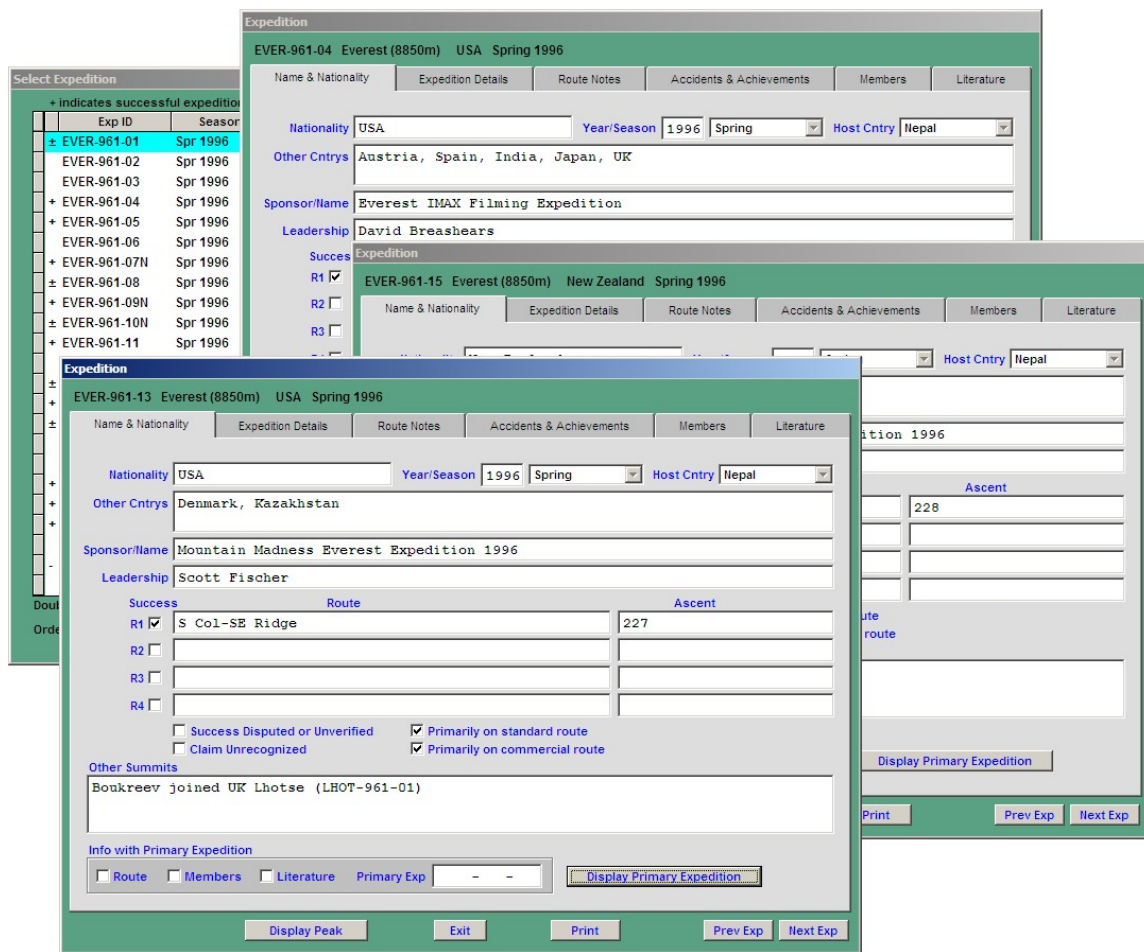 Expedition
EVER-961-04 Everest (8850m) USA Spring 1996
Name & Nationality Expedition Details Route Notes Accidents & Achievements Members Literature
Nationality USA Year/Season 1996 Spring Host Cntry Nepal
Other Cntrys Austria, Spain, India, Japan, UK
Sponsor/Name Everest IMAX Filming Expedition
Leadership David Breashears
Succes
R1
R2
R3
Select Expedition
+ indicates successful expedition
Exp ID Season
± EVER-961-01 Spr 1996
EVER-961-02 Spr 1996
EVER-961-03 Spr 1996
+ EVER-961-04 Spr 1996
+ EVER-961-05 Spr 1996
EVER-961-06 Spr 1996
+ EVER-961-07N Spr 1996
± EVER-961-08 Spr 1996
+ EVER-961-09N Spr 1996
± EVER-961-10N Spr 1996
+ EVER-961-11 Spr 1996
±
+
±
+
+
+
-
Doul
Orde
Expedition
EVER-961-15 Everest (8850m) New Zealand Spring 1996
Name & Nationality Expedition Details Route Notes Accidents & Achievements Members Literature
Host Cntry Nepal
ition 1996
Ascent
228
ute
route
Display Primary Expedition
Print Prev Exp Next Exp
Expedition
EVER-961-13 Everest (8850m) USA Spring 1996
Name & Nationality Expedition Details Route Notes Accidents & Achievements Members Literature
Nationality USA Year/Season 1996 Spring Host Cntry Nepal
Other Cntrys Denmark, Kazakhstan
Sponsor/Name Mountain Madness Everest Expedition 1996
Leadership Scott Fischer
Success Route Ascent
R1 S Col-SE Ridge 227
R2
R3
R4
Success Disputed or Unverified Primarily on standard route
Claim Unrecognized Primarily on commercial route
Other Summits
Boukreev joined UK Lhotse (LHOT-961-01)
Info with Primary Expedition
Route Members Literature Primary Exp - - Display Primary Expedition
Display Peak Exit Print Prev Exp Next Exp